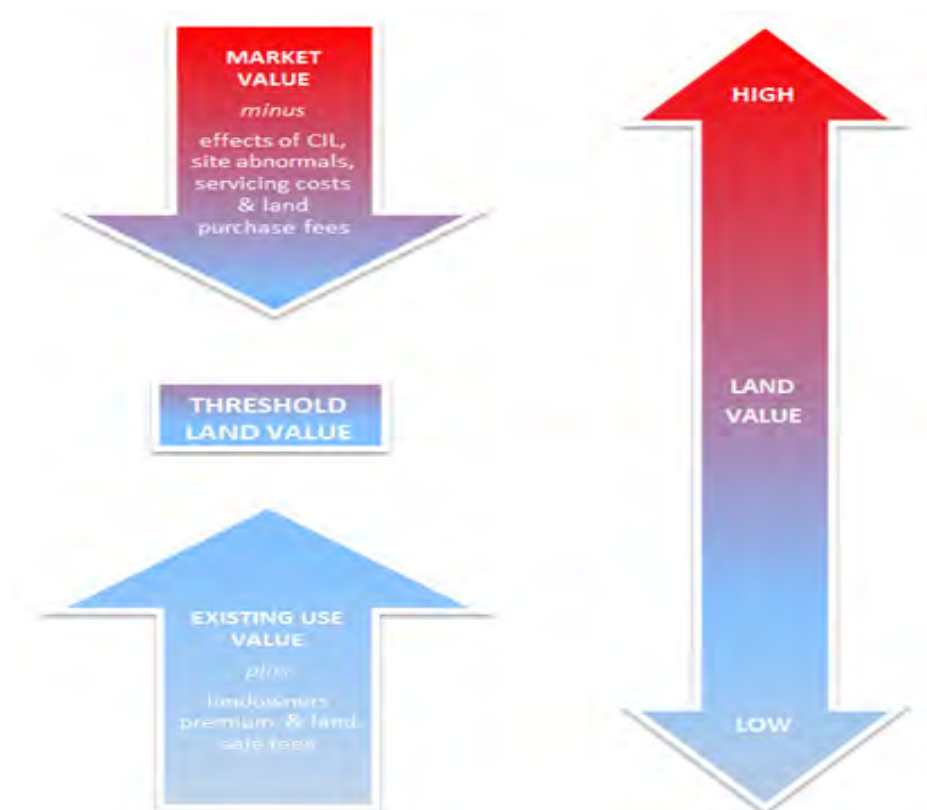 MARKET
VALUE
minus
effects of CIL,
site abnormals,
servicing costs
& land
purchase fees
THRESHOLD
LAND VALUE
EXISTING USE
VALUE
plus
landowners
premium & land
sale fees
HIGH
LAND
VALUE
LOW